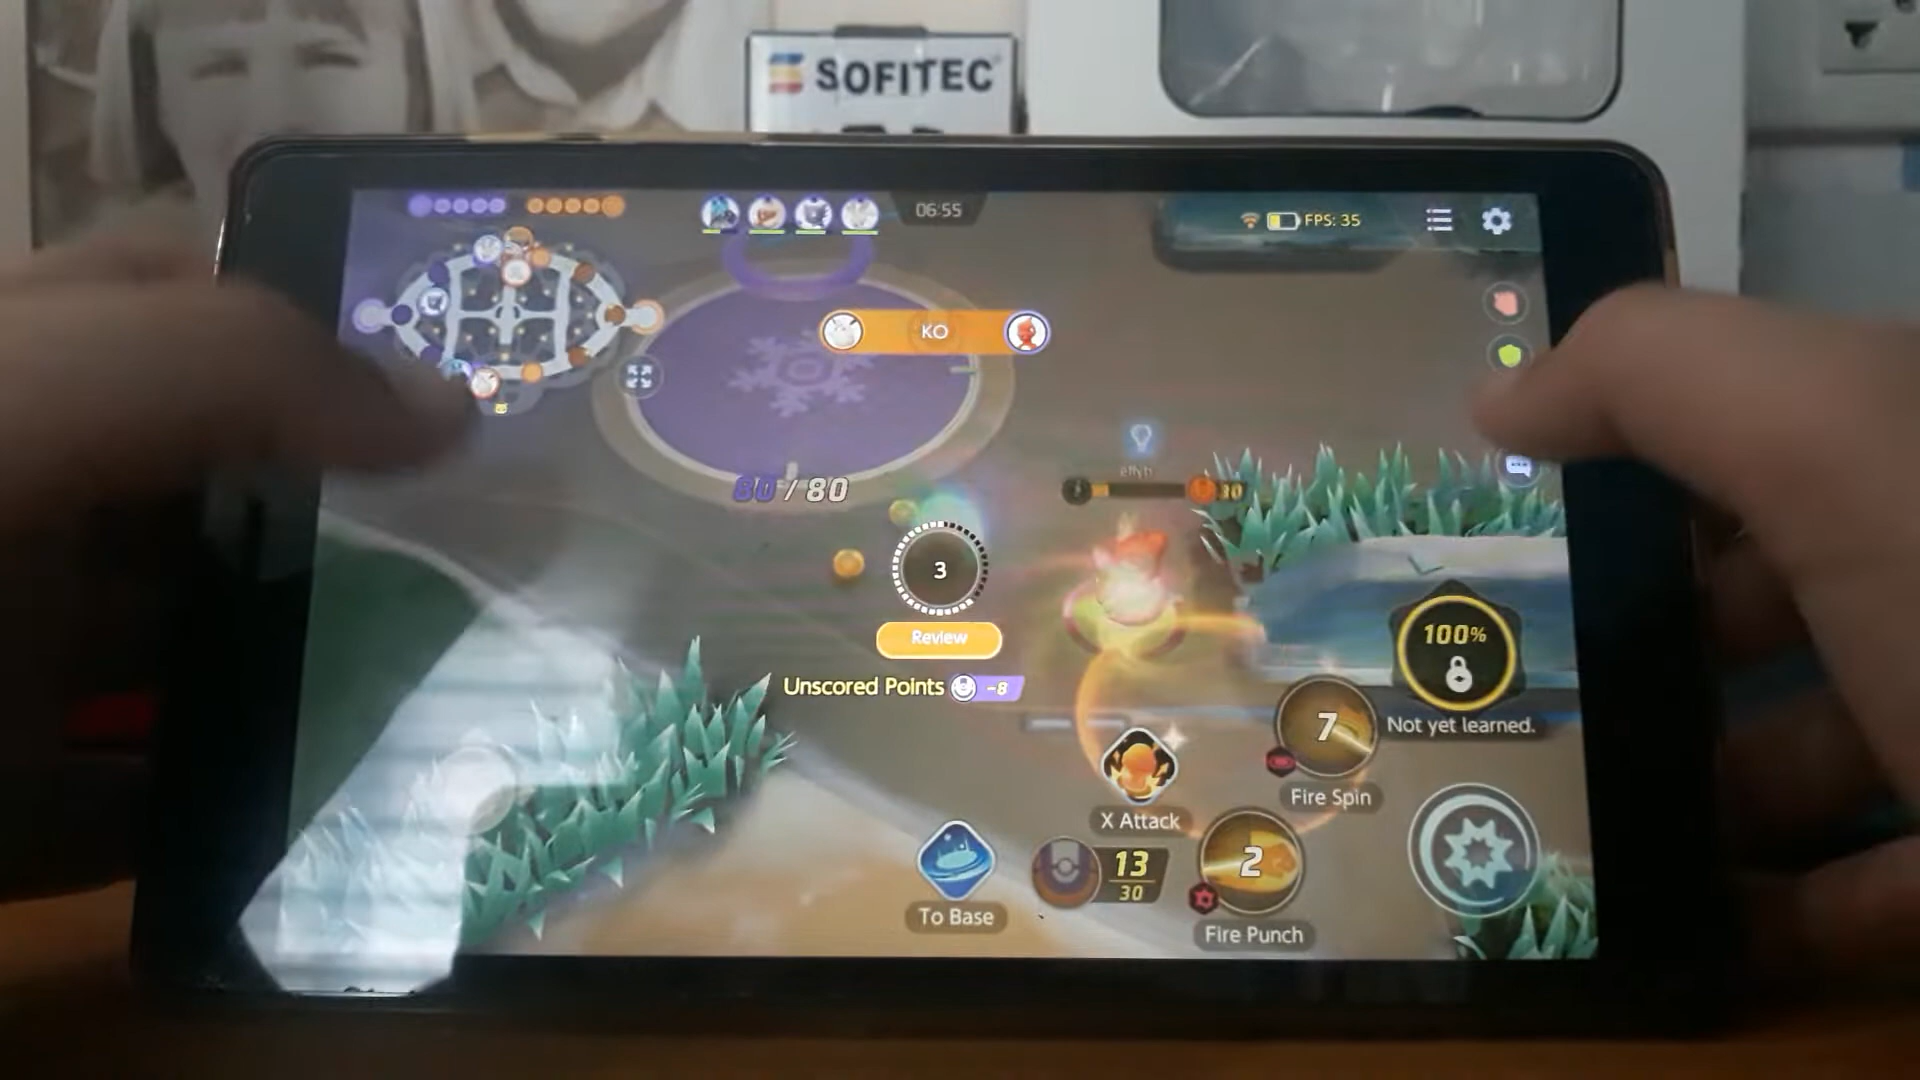 SOFITEC
06:55
FPS: 35
KO
80 / 80
30
3
Review
Unscored Points -8
100%
Not yet learned.
7
Fire Spin
X Attack
2
Fire Punch
13
30
To Base